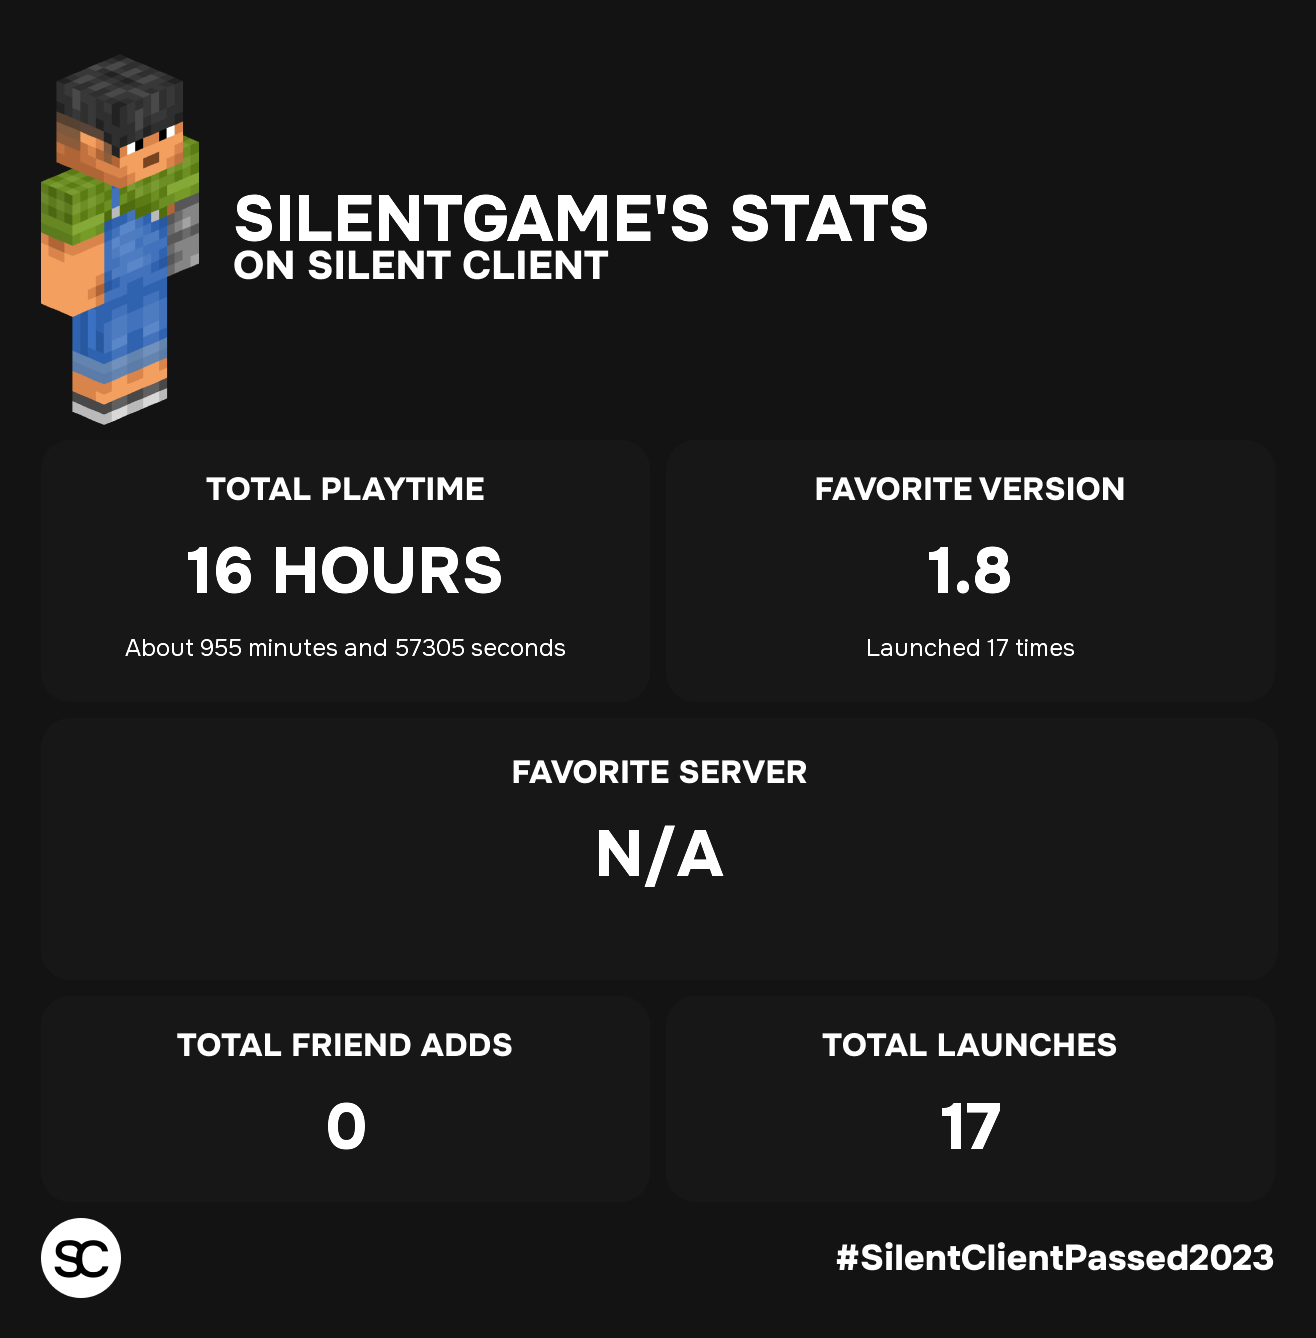 SILENTGAME'S STATS
ON SILENT CLIENT
TOTAL PLAYTIME
16 HOURS
About 955 minutes and 57305 seconds
FAVORITE VERSION
1.8
Launched 17 times
FAVORITE SERVER
N/A
TOTAL FRIEND ADDS
0
TOTAL LAUNCHES
17
SC
#SilentClientPassed2023